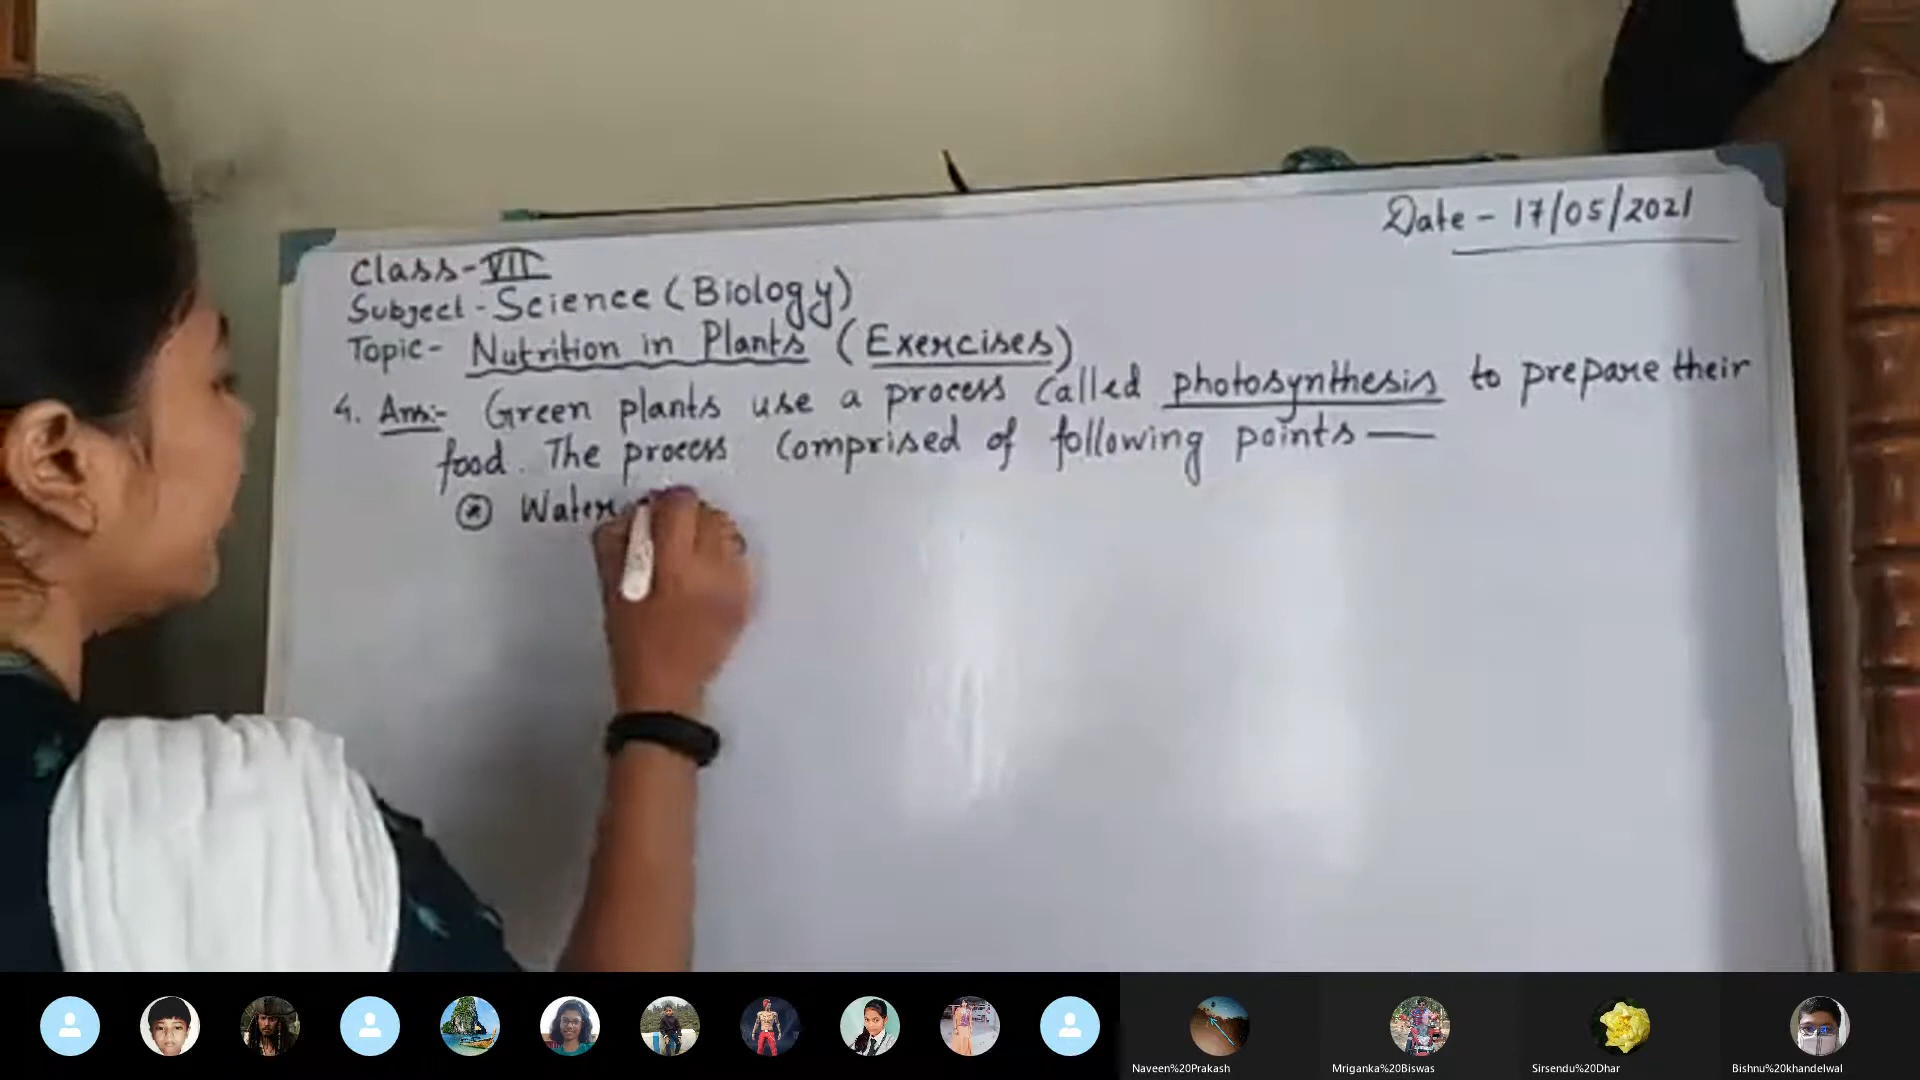 Date - 17/05/2021
Class - VII
Subject - Science (Biology)
Topic - Nutrition in Plants (Exercises)
4. Ans:- Green plants use a process called photosynthesis to prepare their
food. The process comprised of following points —
* Water
Naveen%20Prakash
Mriganka%20Biswas
Sirsendu%20Dhar
Bishnu%20khandelwal